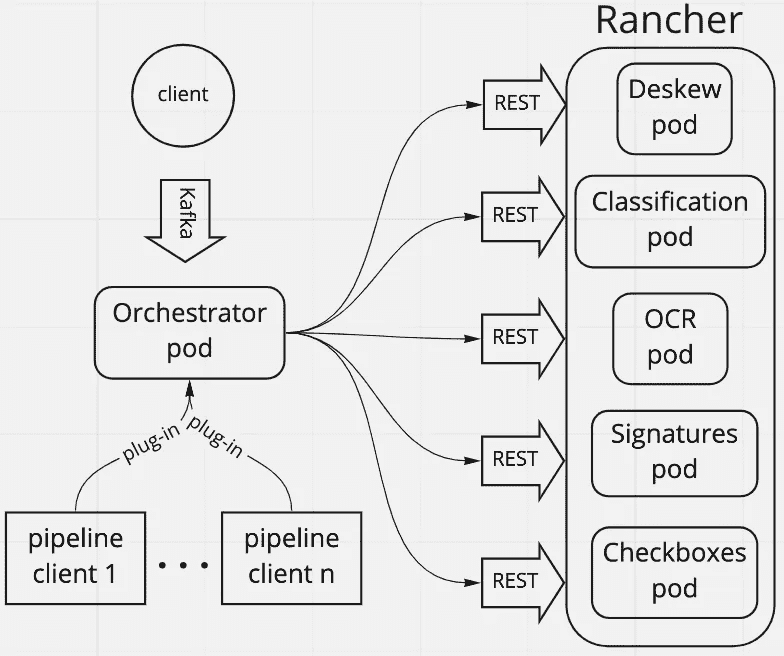 Rancher
client
Kafka
Orchestrator
pod
plug-in
plug-in
pipeline
client 1
...
pipeline
client n
REST
Deskew
pod
REST
Classification
pod
REST
OCR
pod
REST
Signatures
pod
REST
Checkboxes
pod